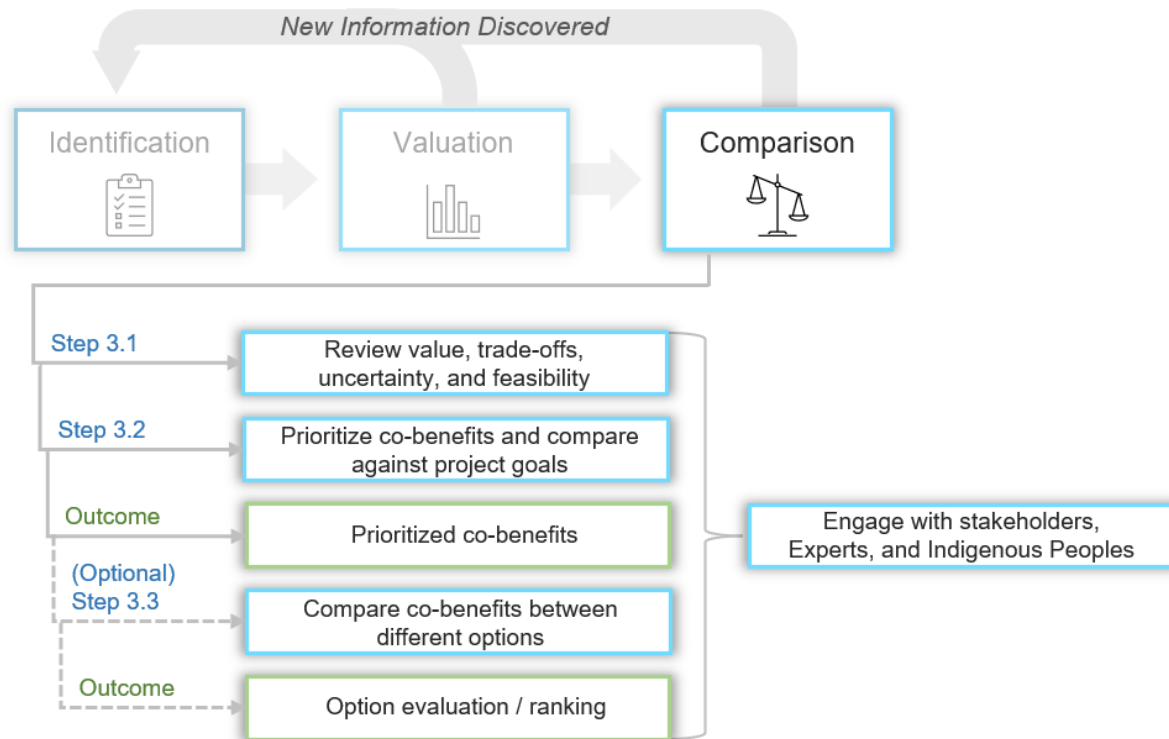 New Information Discovered
Identification
Valuation
Comparison
Step 3.1
Review value, trade-offs,
uncertainty, and feasibility
Step 3.2
Prioritize co-benefits and compare
against project goals
Outcome
Prioritized co-benefits
Engage with stakeholders,
Experts, and Indigenous Peoples
(Optional)
Step 3.3
Compare co-benefits between
different options
Outcome
Option evaluation / ranking